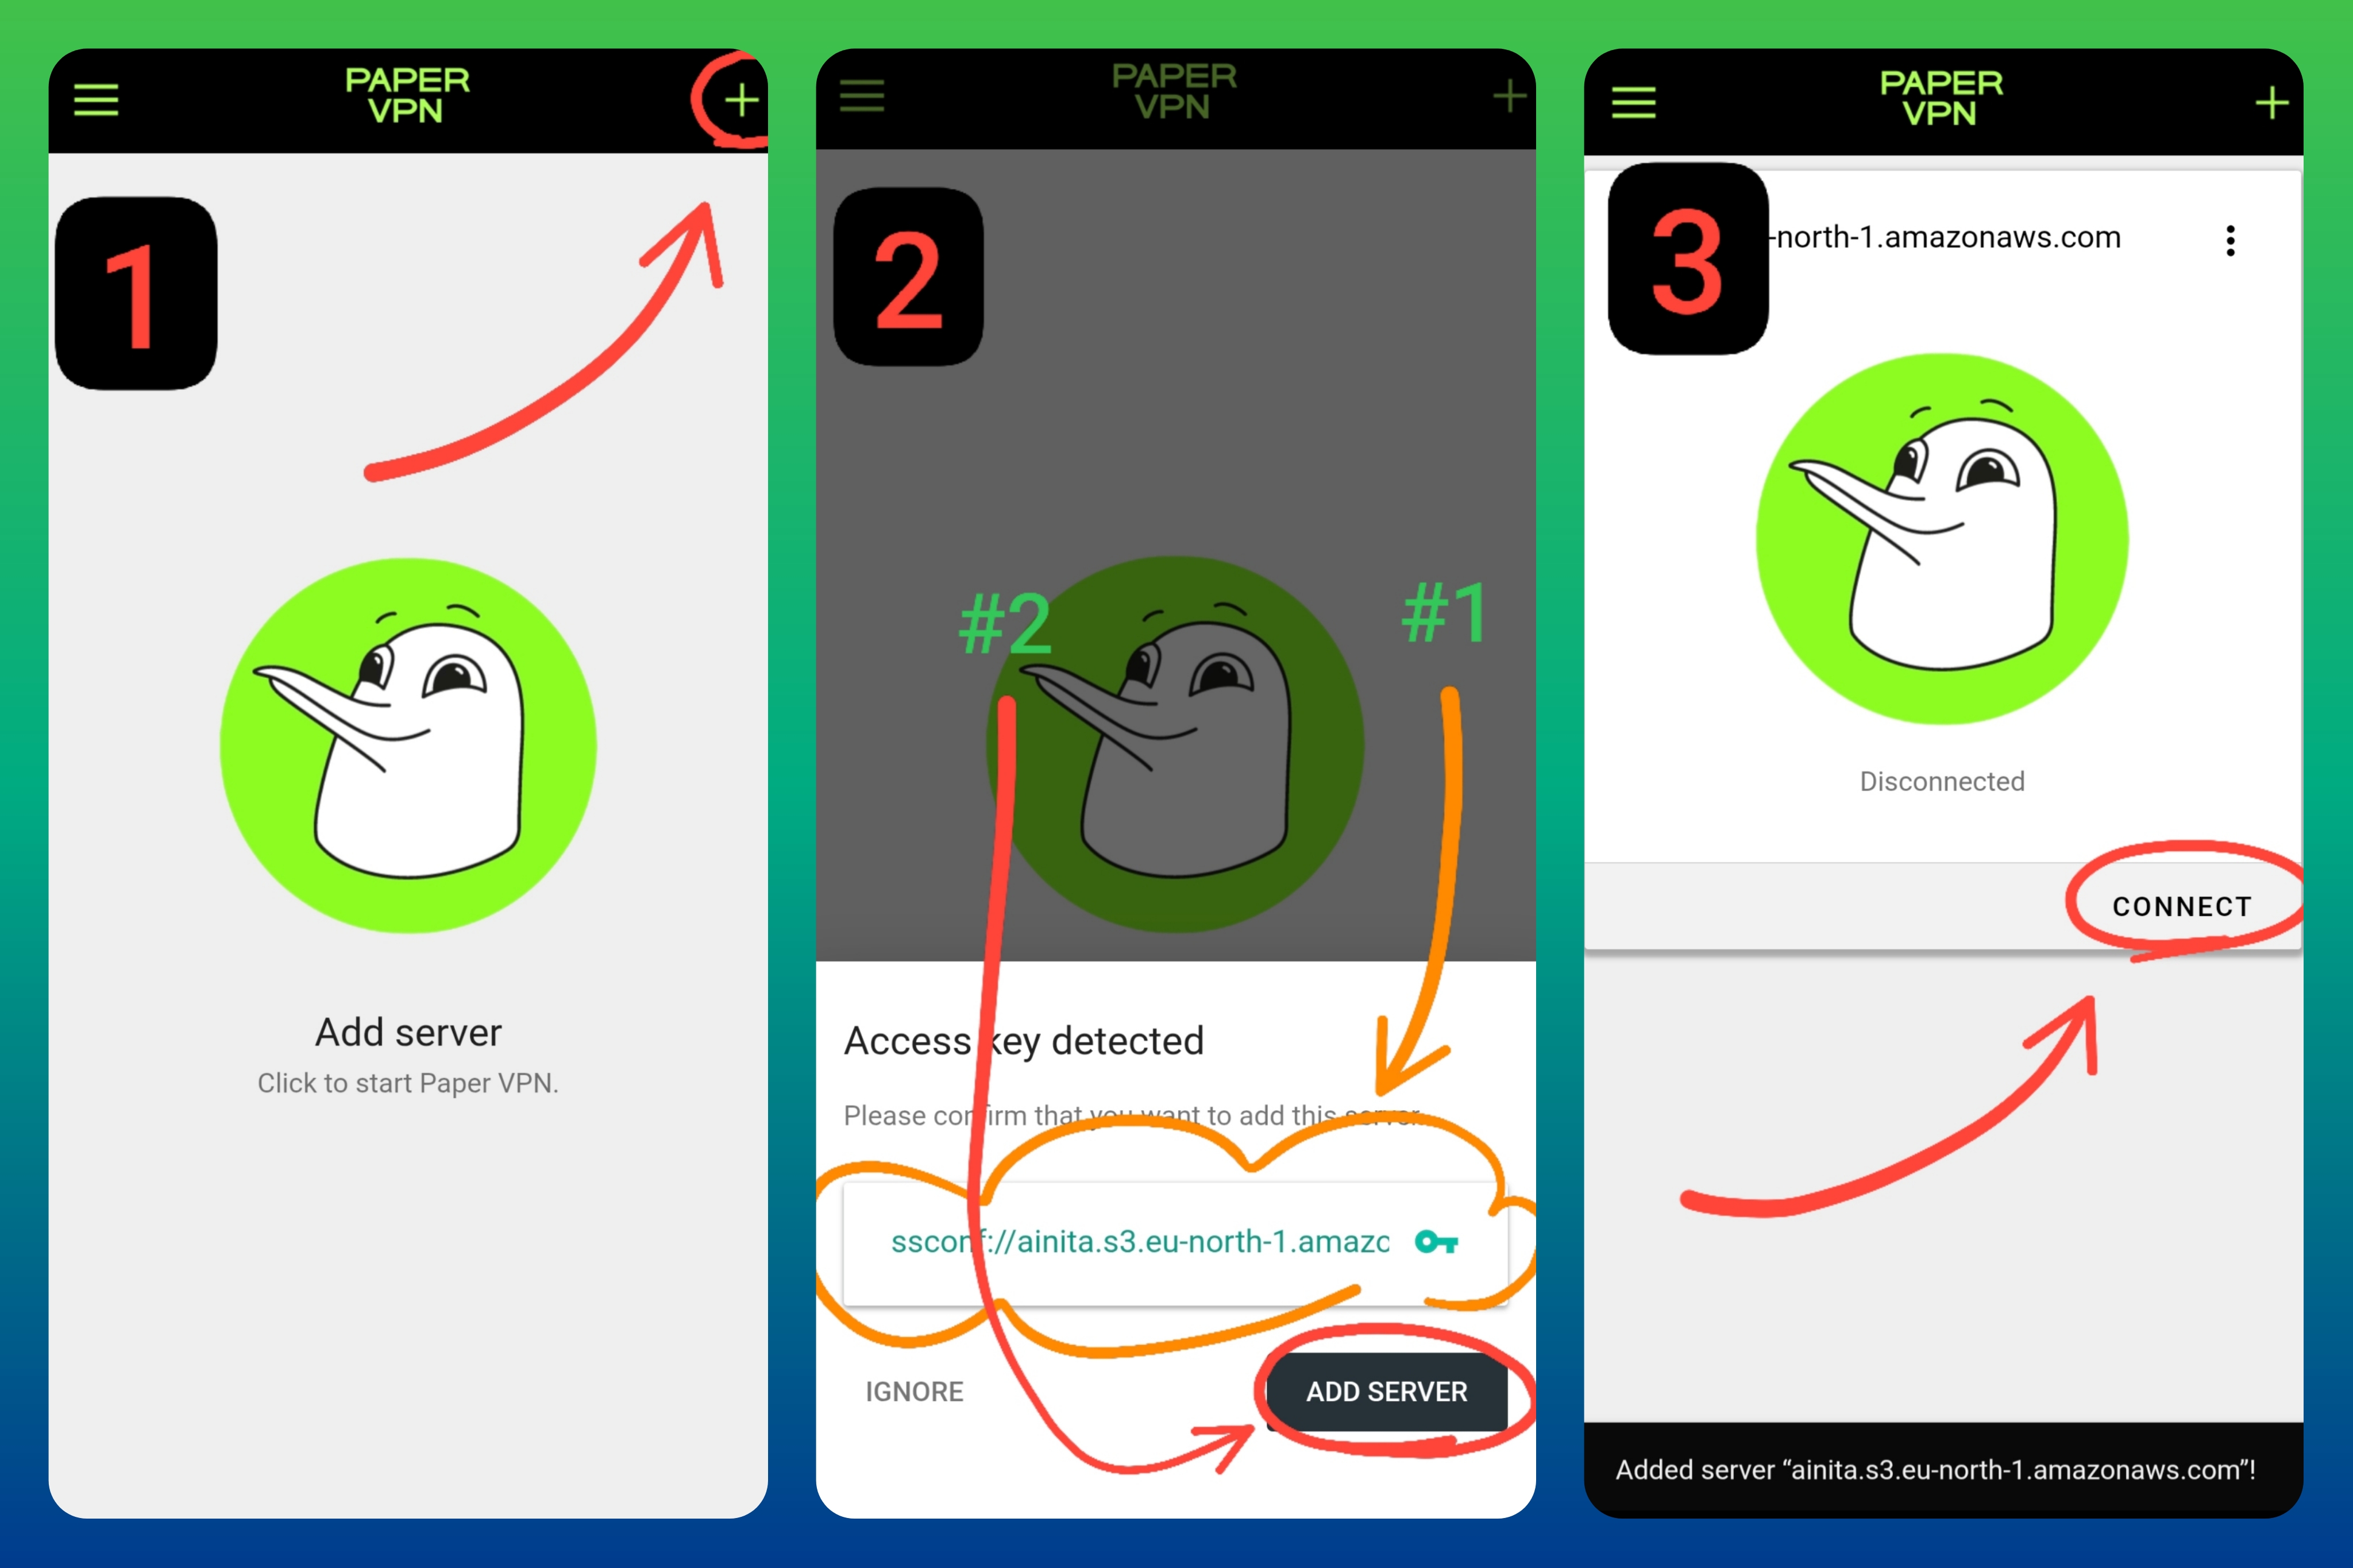 PAPER
VPN
+
1
Add server
Click to start Paper VPN.
PAPER
VPN
+
2
#2
#1
Access key detected
Please confirm that you want to add this server.
ssconf://ainita.s3.eu-north-1.amazo
IGNORE
ADD SERVER
PAPER
VPN
+
3
-north-1.amazonaws.com
Disconnected
CONNECT
Added server “ainita.s3.eu-north-1.amazonaws.com”!